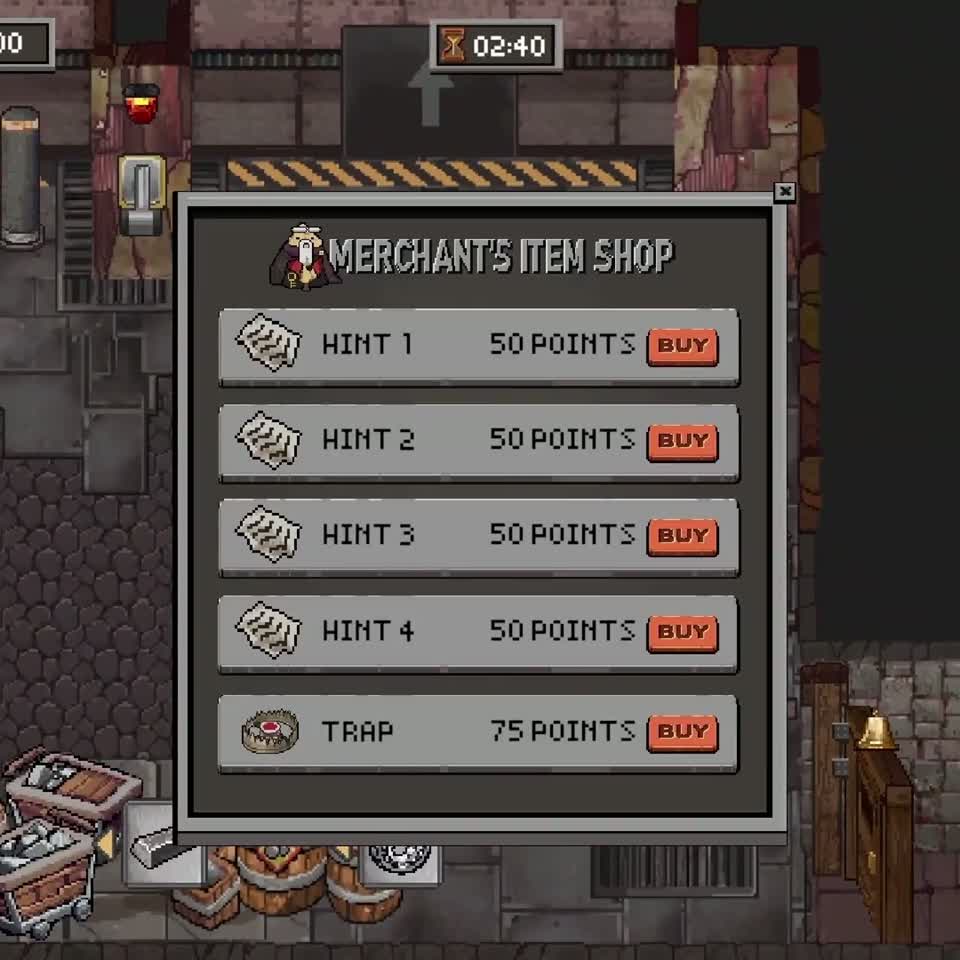 00
02:40
MERCHANT'S ITEM SHOP
HINT 1 50 POINTS BUY
HINT 2 50 POINTS BUY
HINT 3 50 POINTS BUY
HINT 4 50 POINTS BUY
TRAP 75 POINTS BUY